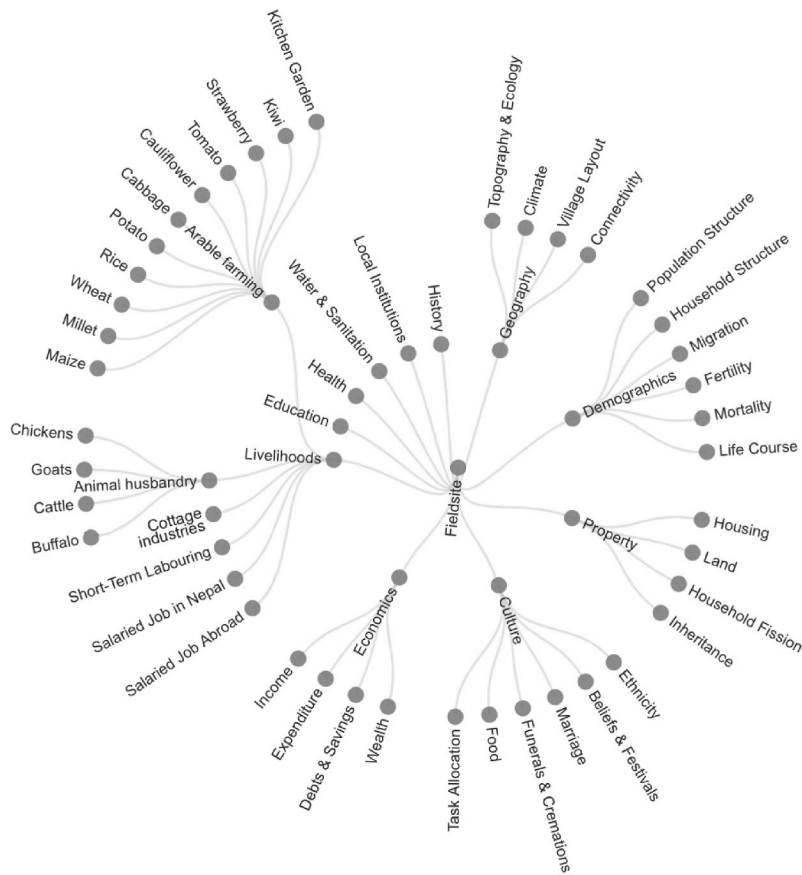 Kitchen Garden
Kiwi
Strawberry
Tomato
Cauliflower
Cabbage
Potato
Rice
Wheat
Millet
Maize
Arable farming
Topography & Ecology
Climate
Village Layout
Connectivity
Geography
Population Structure
Household Structure
Migration
Fertility
Mortality
Life Course
Demographics
History
Local Institutions
Water & Sanitation
Health
Education
Livelihoods
Chickens
Goats
Cattle
Buffalo
Animal husbandry
Cottage
industries
Short-Term Labouring
Salaried Job in Nepal
Salaried Job Abroad
Fieldsite
Property
Housing
Land
Household Fission
Inheritance
Economics
Income
Expenditure
Debts & Savings
Wealth
Culture
Task Allocation
Food
Funerals & Cremations
Marriage
Beliefs & Festivals
Ethnicity